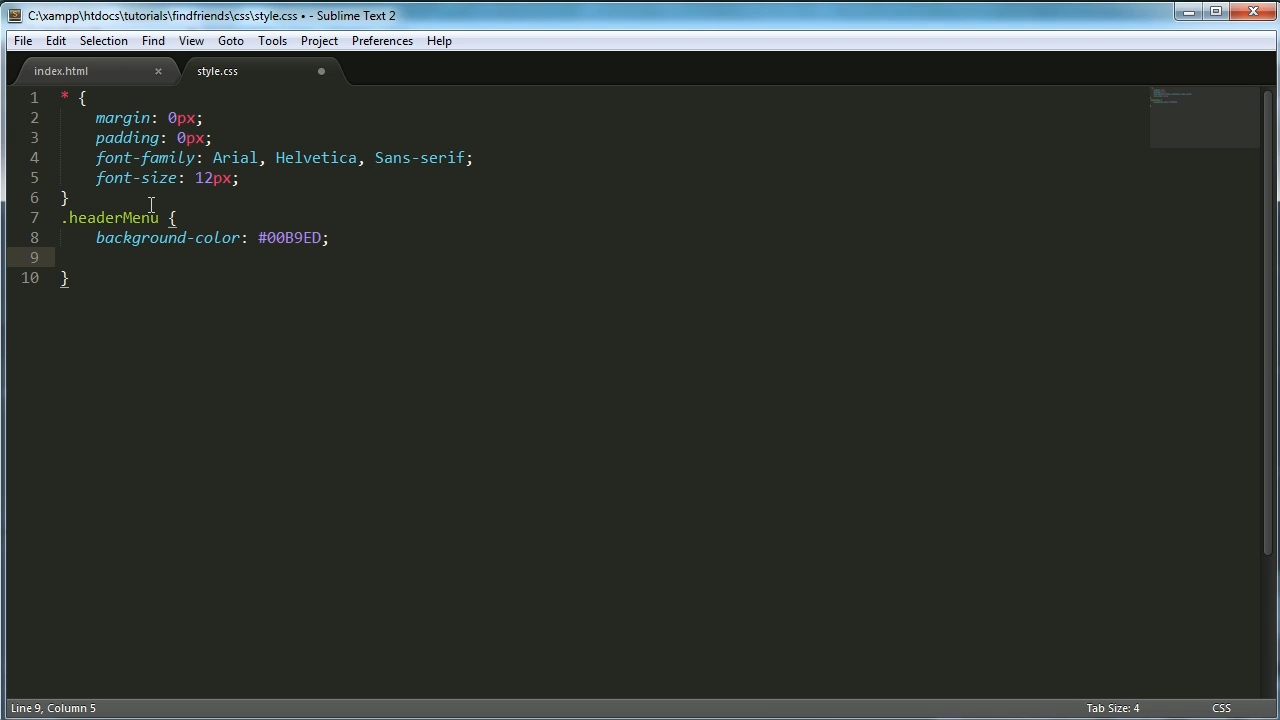 C:\xampp\htdocs\tutorials\findfriends\css\style.css • - Sublime Text 2
File Edit Selection Find View Goto Tools Project Preferences Help
index.html × style.css
1 * {
2 margin: 0px;
3 padding: 0px;
4 font-family: Arial, Helvetica, Sans-serif;
5 font-size: 12px;
6 }
7 .headerMenu {
8 background-color: #00B9ED;
9
10 }
Line 9, Column 5 Tab Size: 4 CSS